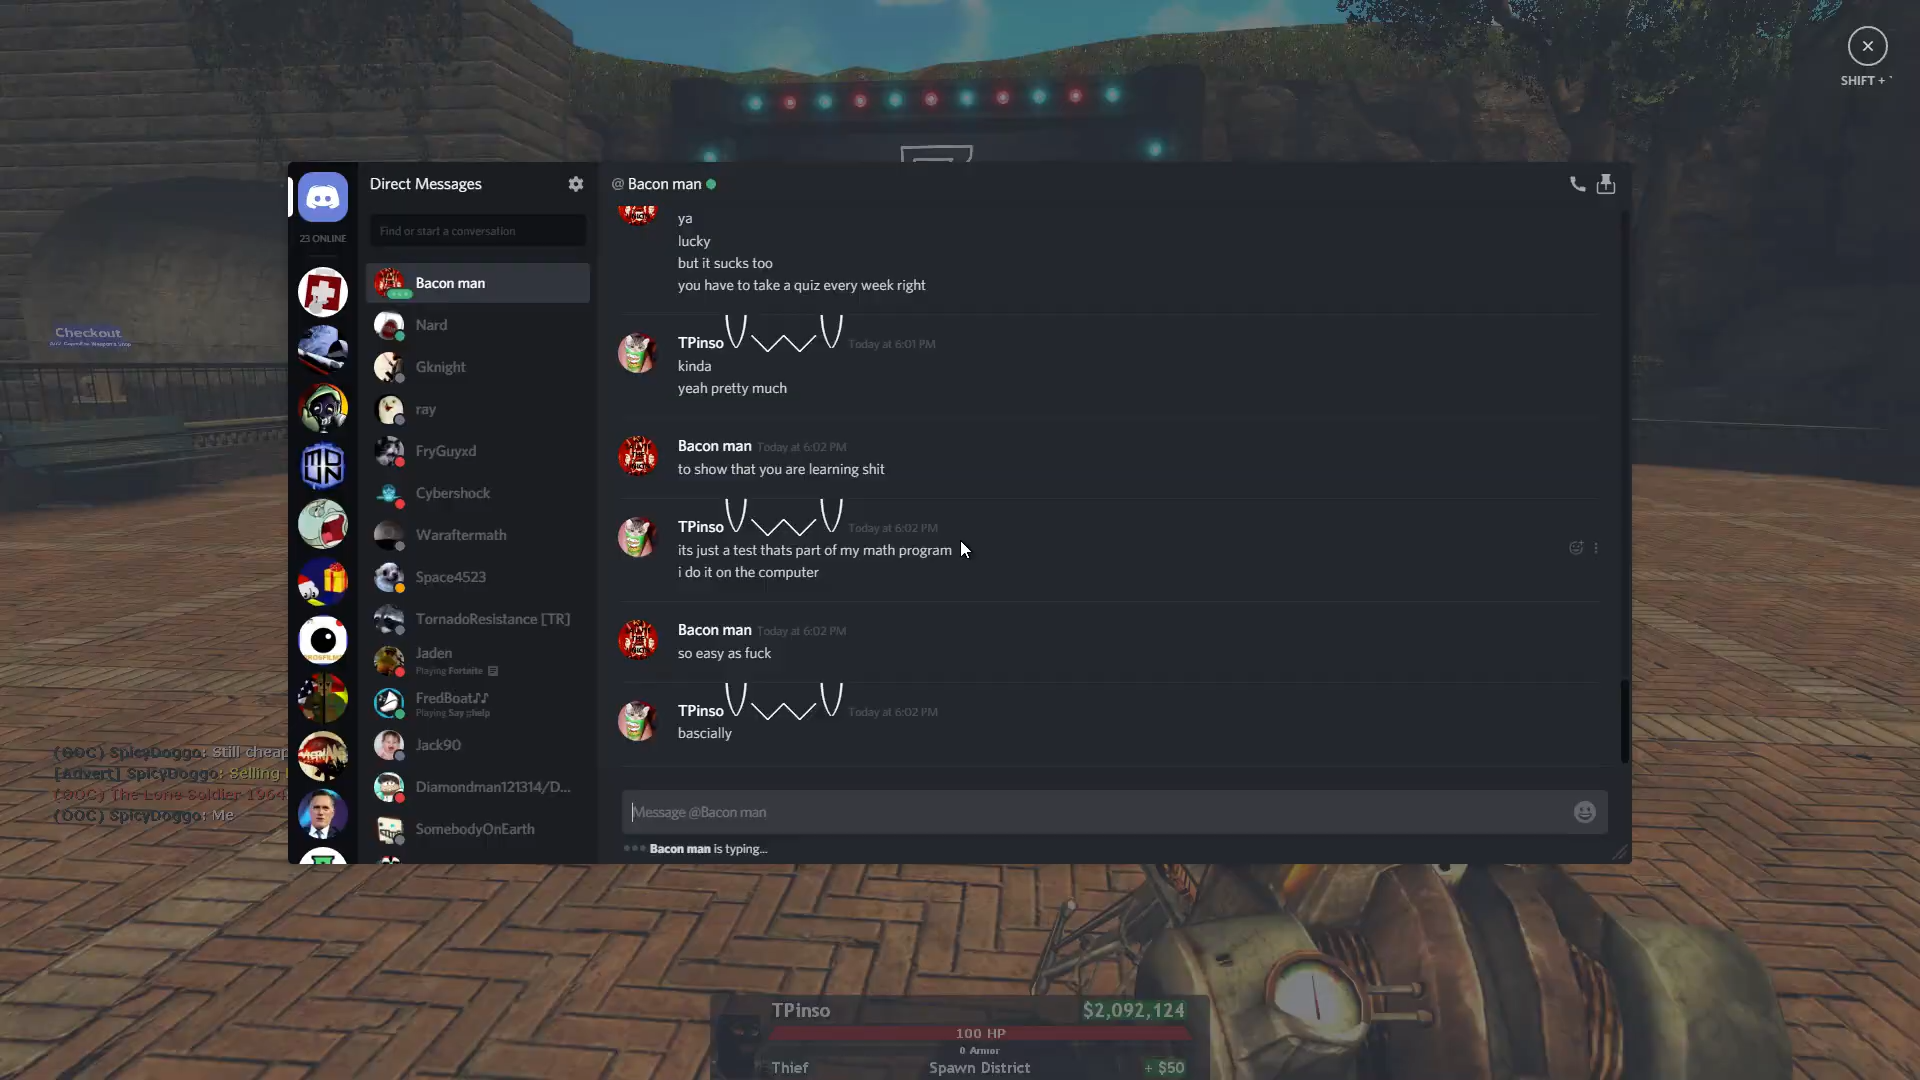 SHIFT + `
Direct Messages
@ Bacon man
23 ONLINE
Find or start a conversation
Bacon man
Nard
Gknight
ray
FryGuyxd
Cybershock
Waraftermath
Space4523
TornadoResistance [TR]
Jaden
Playing Fortnite
FredBoat♪♪
Playing Say ;;help
Jack90
Diamondman121314/D...
SomebodyOnEarth
ya
lucky
but it sucks too
you have to take a quiz every week right
TPinso Today at 6:01 PM
kinda
yeah pretty much
Bacon man Today at 6:02 PM
to show that you are learning shit
TPinso Today at 6:02 PM
its just a test thats part of my math program
i do it on the computer
Bacon man Today at 6:02 PM
so easy as fuck
TPinso Today at 6:02 PM
bascially
Message @Bacon man
Bacon man is typing...
Checkout
(OOC) SpicyDoggo: Still cheap
[Advert] SpicyDoggo: Selling
(OOC) The Lone Soldier 1964
(OOC) SpicyDoggo: Me
TPinso $2,092,124
100 HP
0 Armor
Thief Spawn District + $50